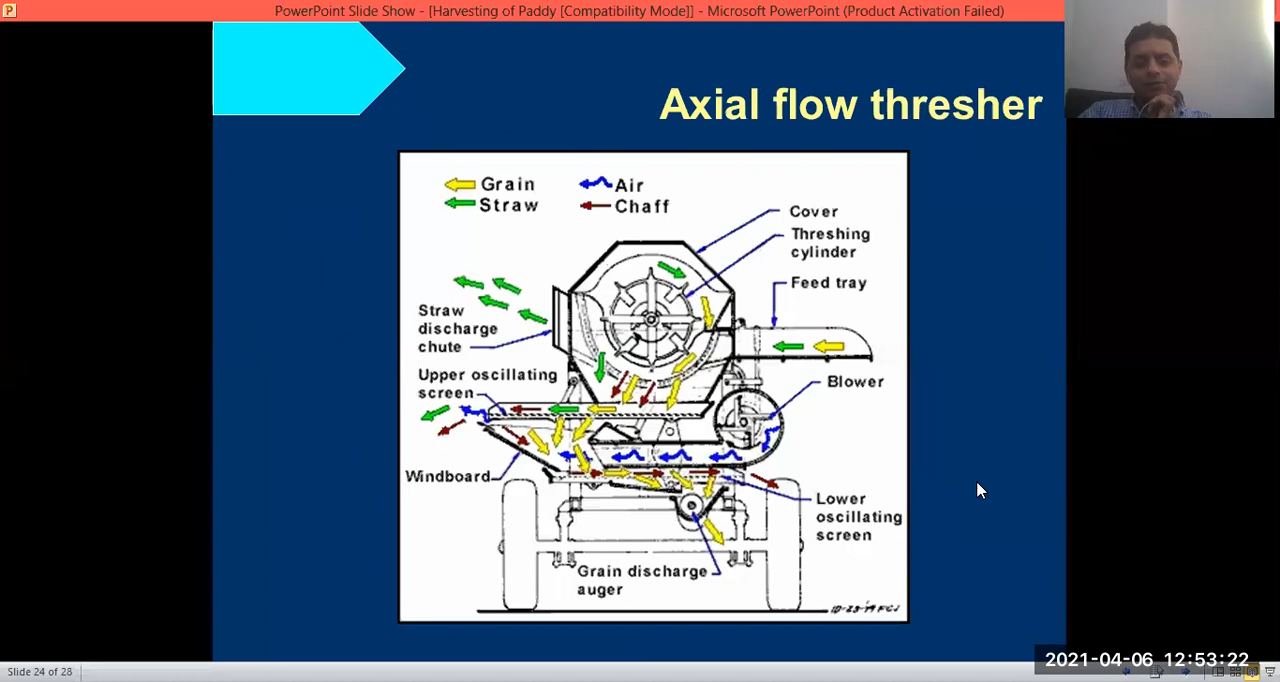 PowerPoint Slide Show - [Harvesting of Paddy [Compatibility Mode]] - Microsoft PowerPoint (Product Activation Failed)
Axial flow thresher
Grain
Air
Straw
Chaff
Cover
Threshing
cylinder
Feed tray
Straw
discharge
chute
Upper oscillating
screen
Blower
Windboard
Lower
oscillating
screen
Grain discharge
auger
2021-04-06 12:53:22
Slide 24 of 28